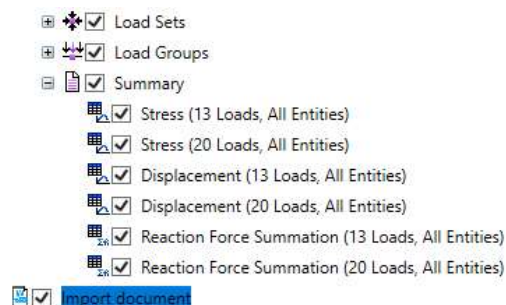 Load Sets
Load Groups
Summary
Stress (13 Loads, All Entities)
Stress (20 Loads, All Entities)
Displacement (13 Loads, All Entities)
Displacement (20 Loads, All Entities)
Reaction Force Summation (13 Loads, All Entities)
Reaction Force Summation (20 Loads, All Entities)
Import document